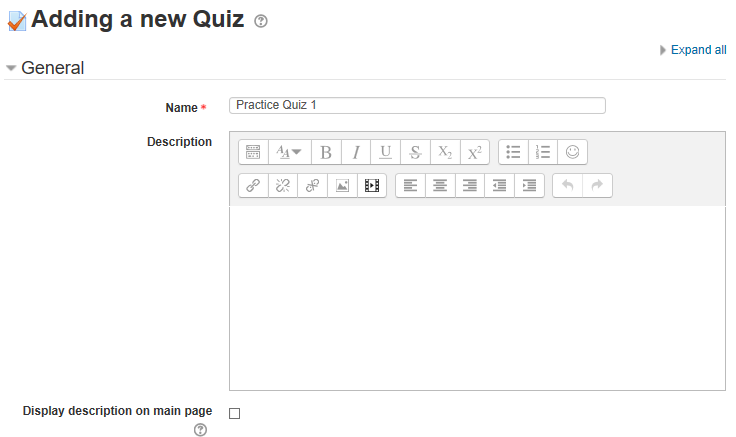 Adding a new Quiz
Expand all
General
Name *
Practice Quiz 1
Description
Display description on main page